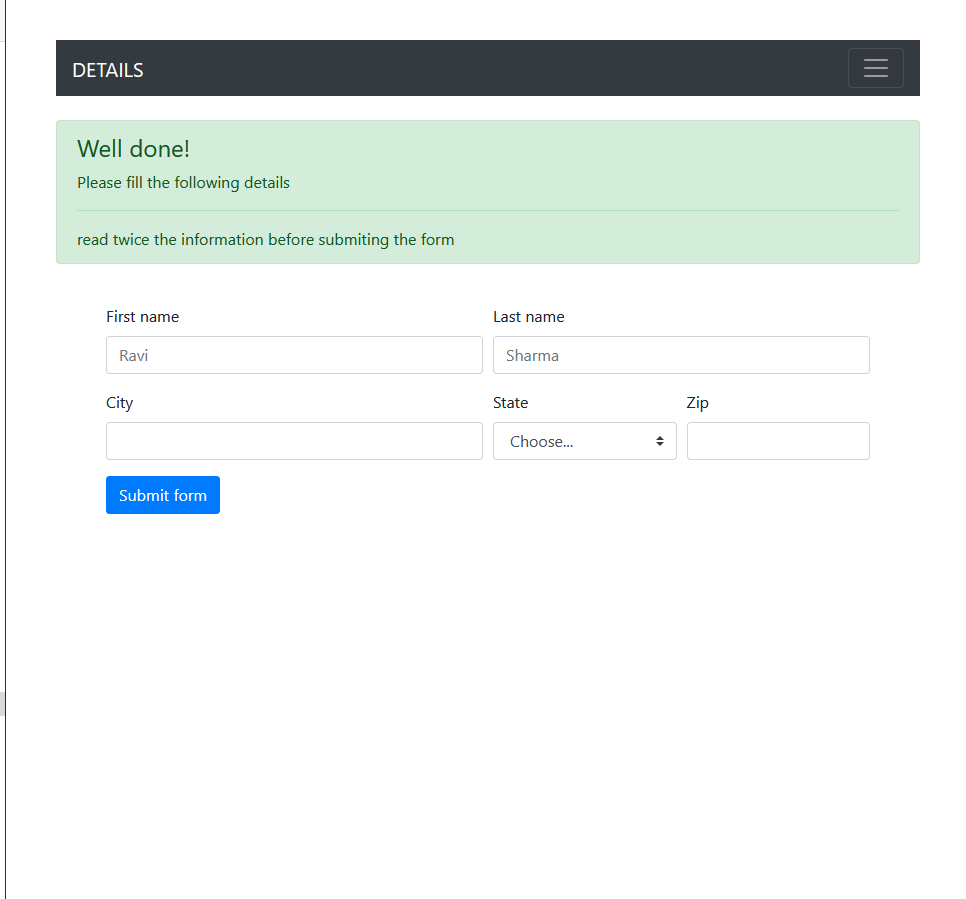 DETAILS
Well done!
Please fill the following details
read twice the information before submiting the form
First name
Last name
Ravi
Sharma
City
State
Zip
Choose...
Submit form